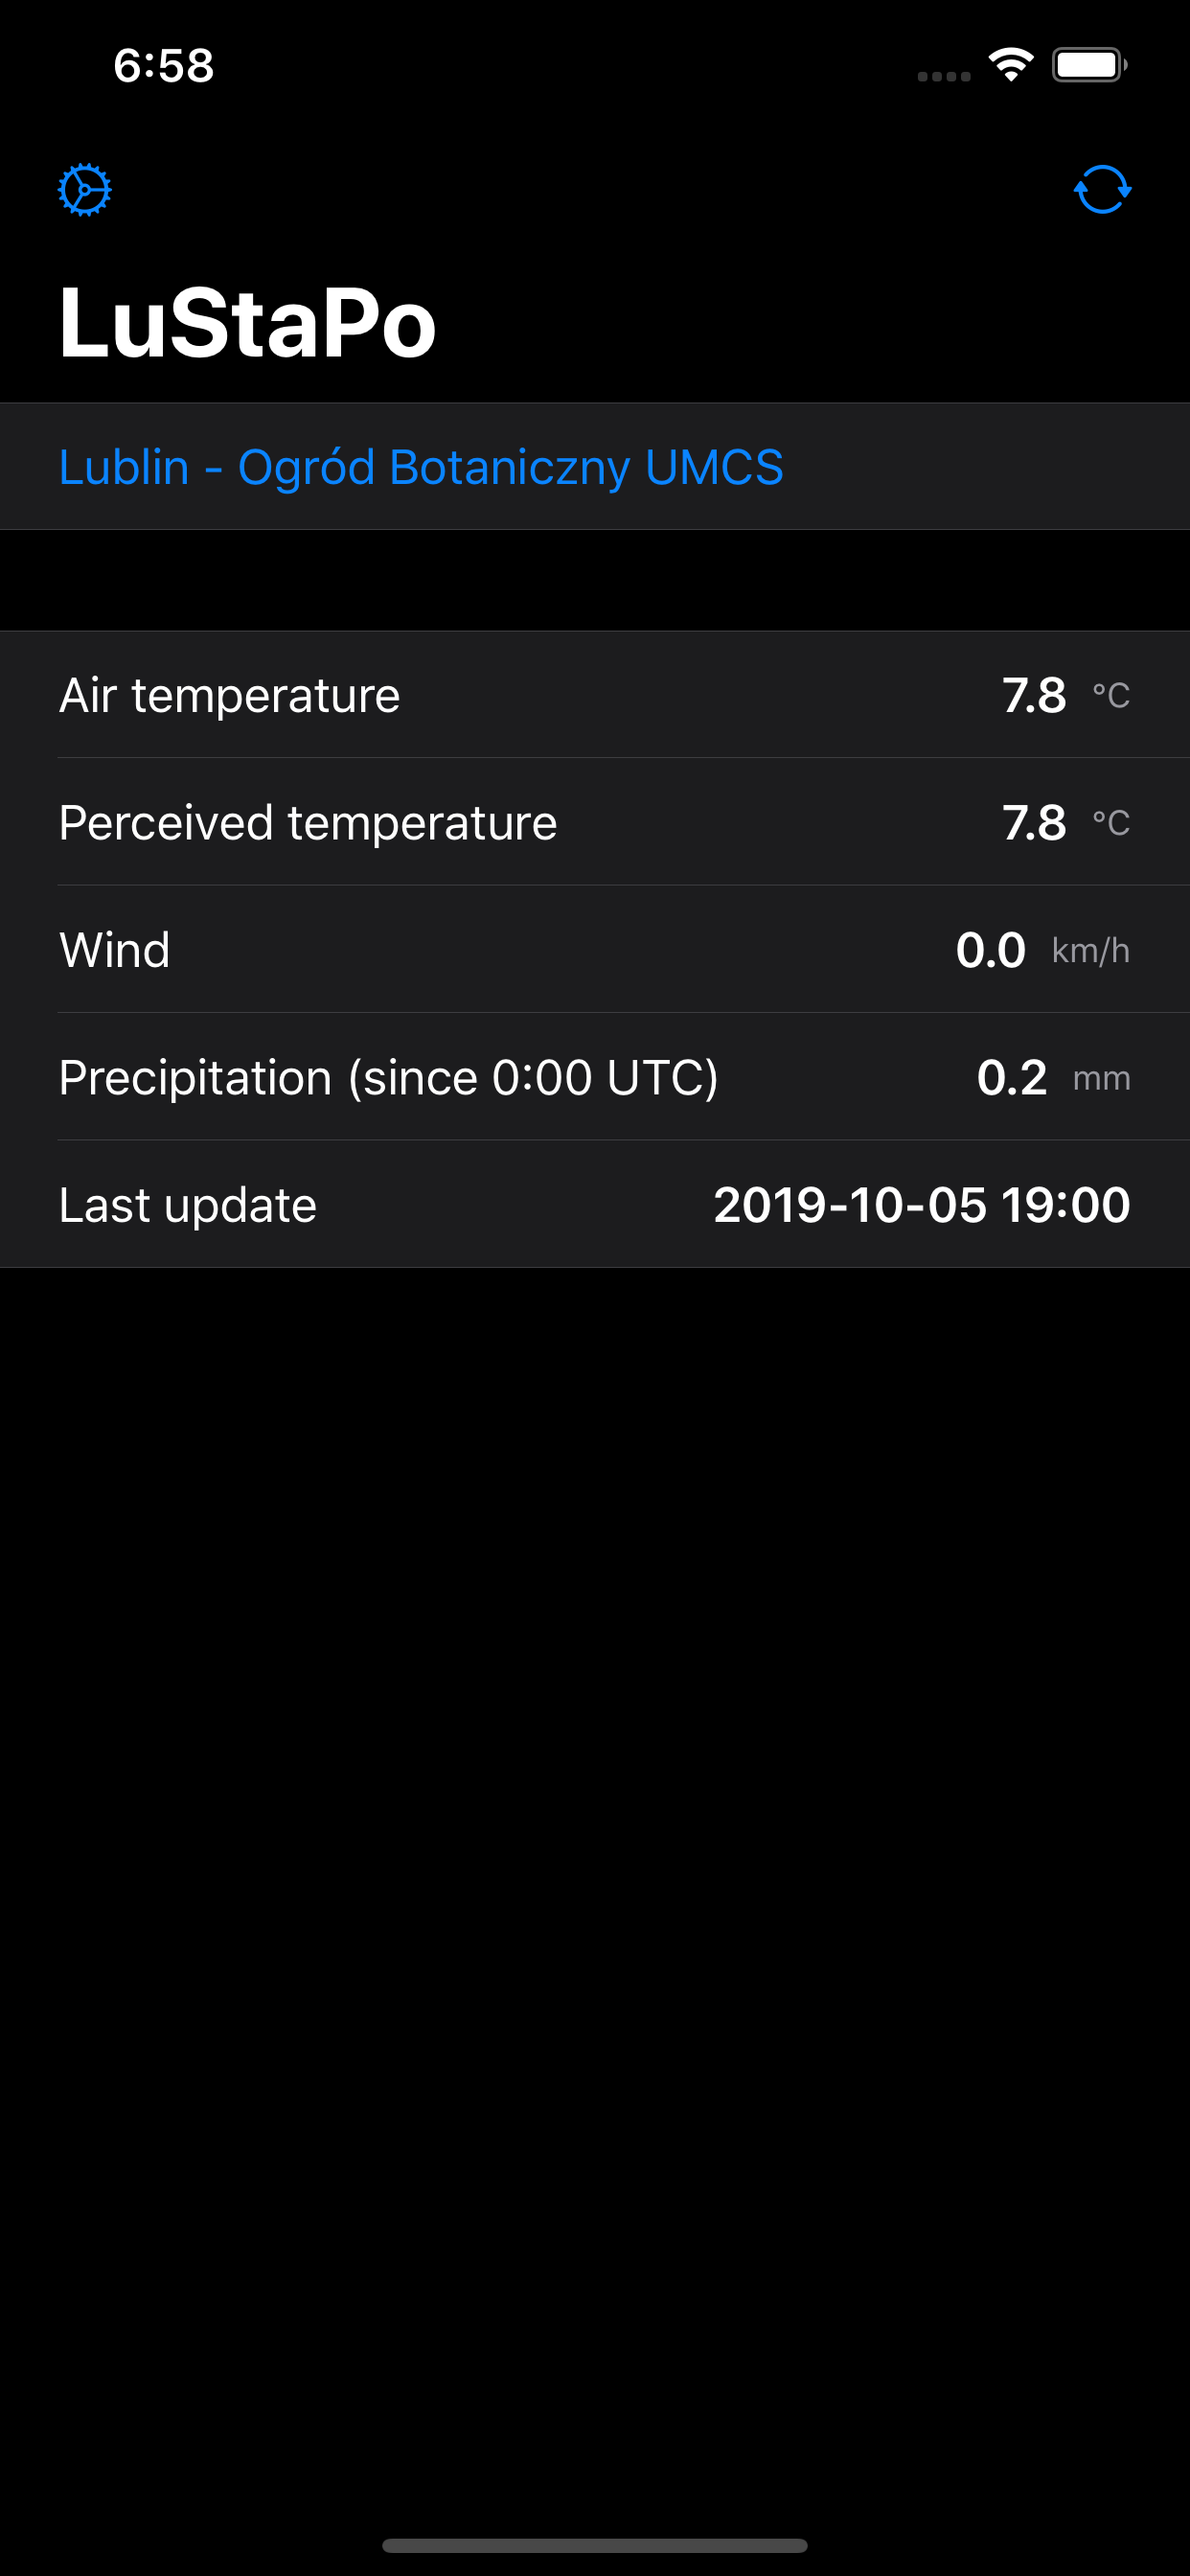 6:58
LuStaPo
Lublin - Ogród Botaniczny UMCS
Air temperature 7.8 °C
Perceived temperature 7.8 °C
Wind 0.0 km/h
Precipitation (since 0:00 UTC) 0.2 mm
Last update 2019-10-05 19:00